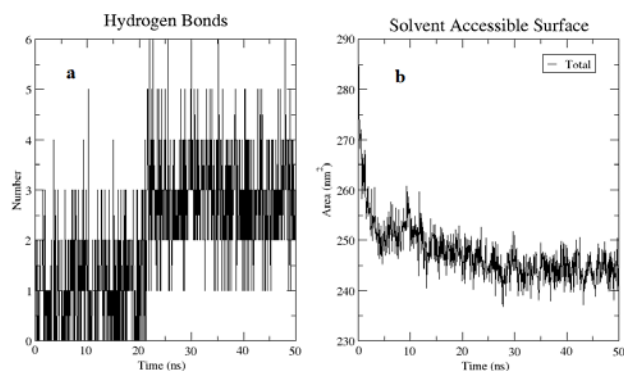 Hydrogen Bonds
a
6
5
4
3
2
1
0
Number
0 10 20 30 40 50
Time (ns)
Solvent Accessible Surface
b
Total
290
280
270
260
250
240
230
Area (nm²)
0 10 20 30 40 50
Time (ns)